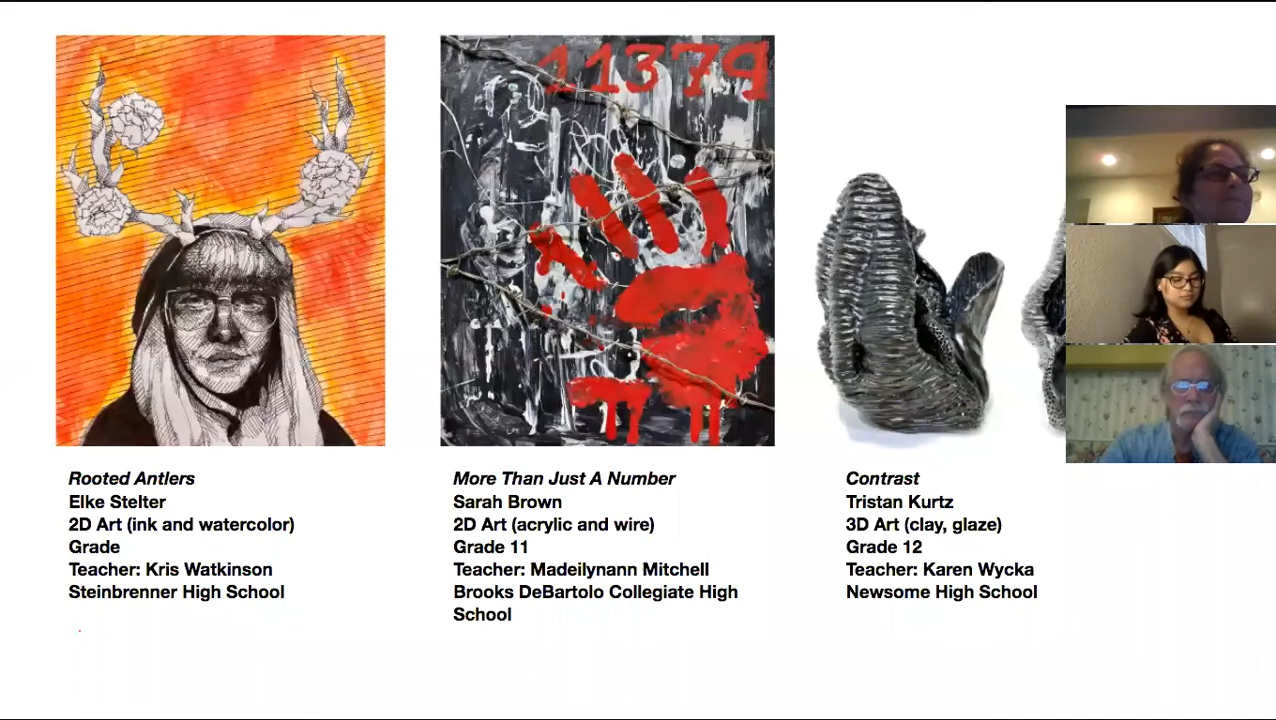 11379
Rooted Antlers
Elke Stelter
2D Art (ink and watercolor)
Grade
Teacher: Kris Watkinson
Steinbrenner High School
More Than Just A Number
Sarah Brown
2D Art (acrylic and wire)
Grade 11
Teacher: Madeilynann Mitchell
Brooks DeBartolo Collegiate High
School
Contrast
Tristan Kurtz
3D Art (clay, glaze)
Grade 12
Teacher: Karen Wycka
Newsome High School